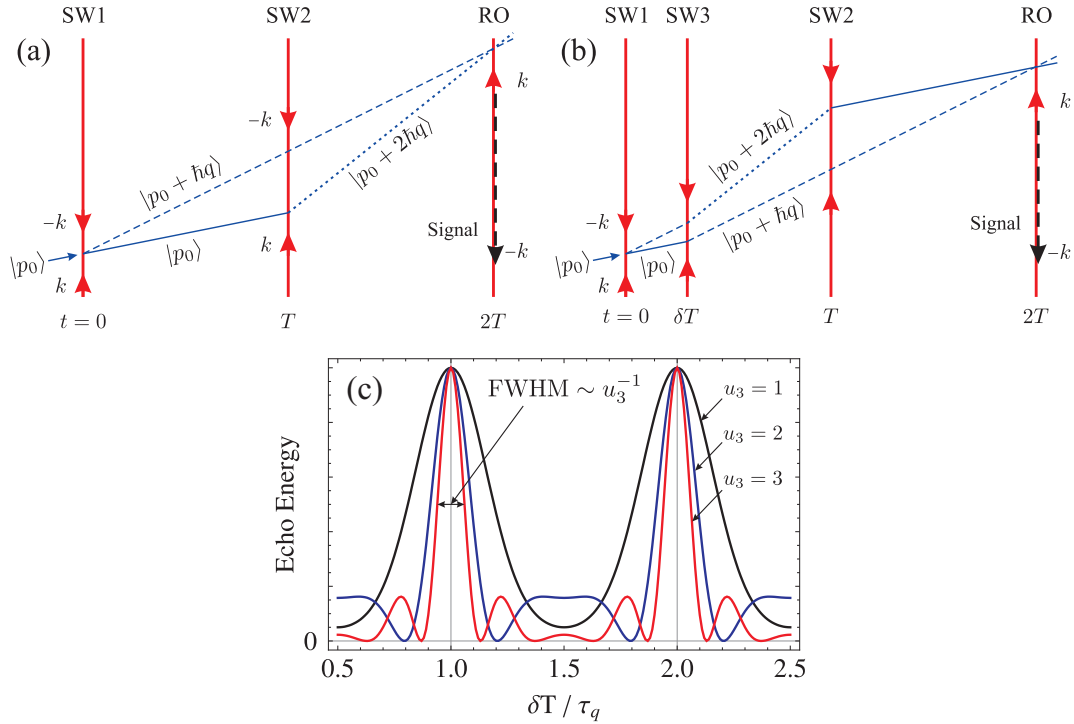 SW1 SW2 RO
(a)
k
−k
−k
|p₀ + ħq⟩
|p₀ + 2ħq⟩
|p₀⟩
|p₀⟩
k
k
Signal
−k
t = 0
T
2T
SW1 SW3 SW2 RO
(b)
k
|p₀ + 2ħq⟩
−k
|p₀ + ħq⟩
|p₀⟩
|p₀⟩
k
Signal
−k
t = 0
δT
T
2T
(c)
FWHM ∼ u₃⁻¹
u₃ = 1
u₃ = 2
u₃ = 3
Echo Energy
0
0.5 1.0 1.5 2.0 2.5
δT / τ_q